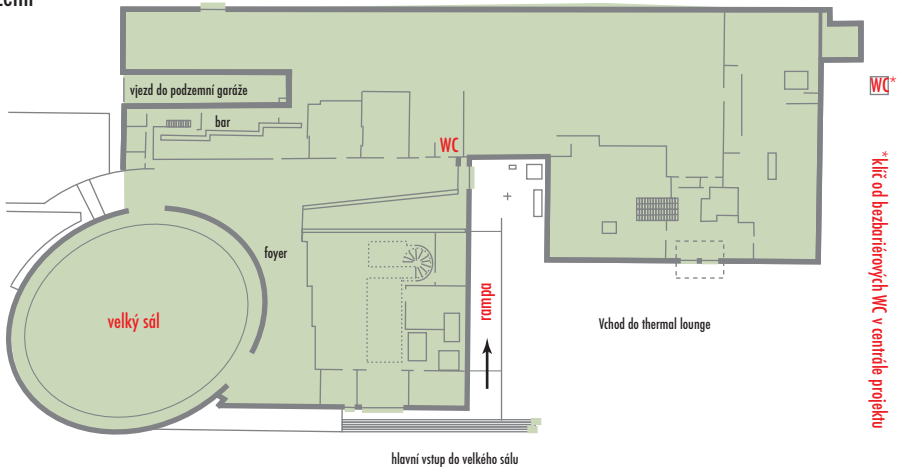 vjezd do podzemní garáže
bar
WC
WC*
foyer
velký sál
rampa
Vchod do thermal lounge
*klíč od bezbariérových WC v centrále projektu
hlavní vstup do velkého sálu